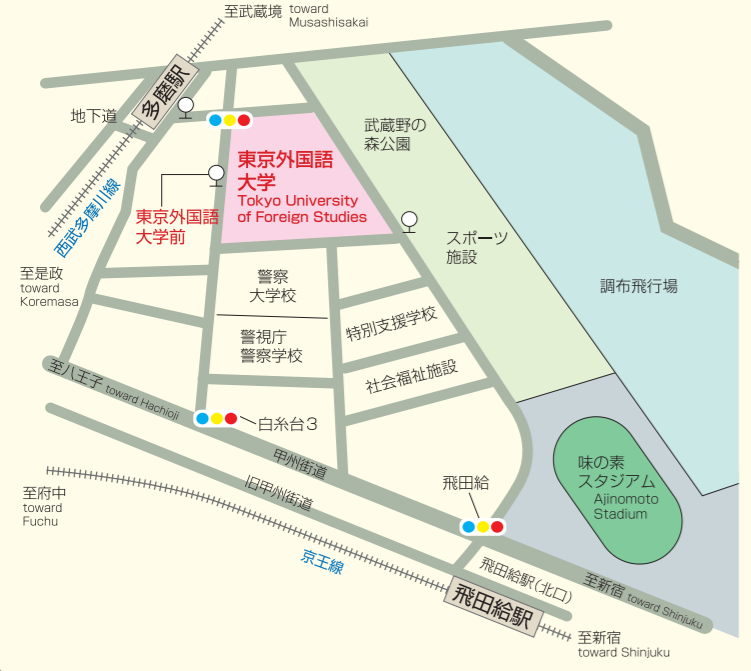 至武蔵境 toward
Musashisakai
多磨駅
地下道
武蔵野の
森公園
東京外国語
大学
Tokyo University
of Foreign Studies
東京外国語
大学前
西武多摩川線
スポーツ
施設
至是政
toward
Koremasa
警察
大学校
調布飛行場
特別支援学校
警視庁
警察学校
社会福祉施設
至八王子 toward Hachioji
白糸台3
甲州街道
味の素
スタジアム
Ajinomoto
Stadium
旧甲州街道
飛田給
至府中
toward
Fuchu
京王線
飛田給駅(北口)
至新宿 toward Shinjuku
飛田給駅
至新宿
toward Shinjuku